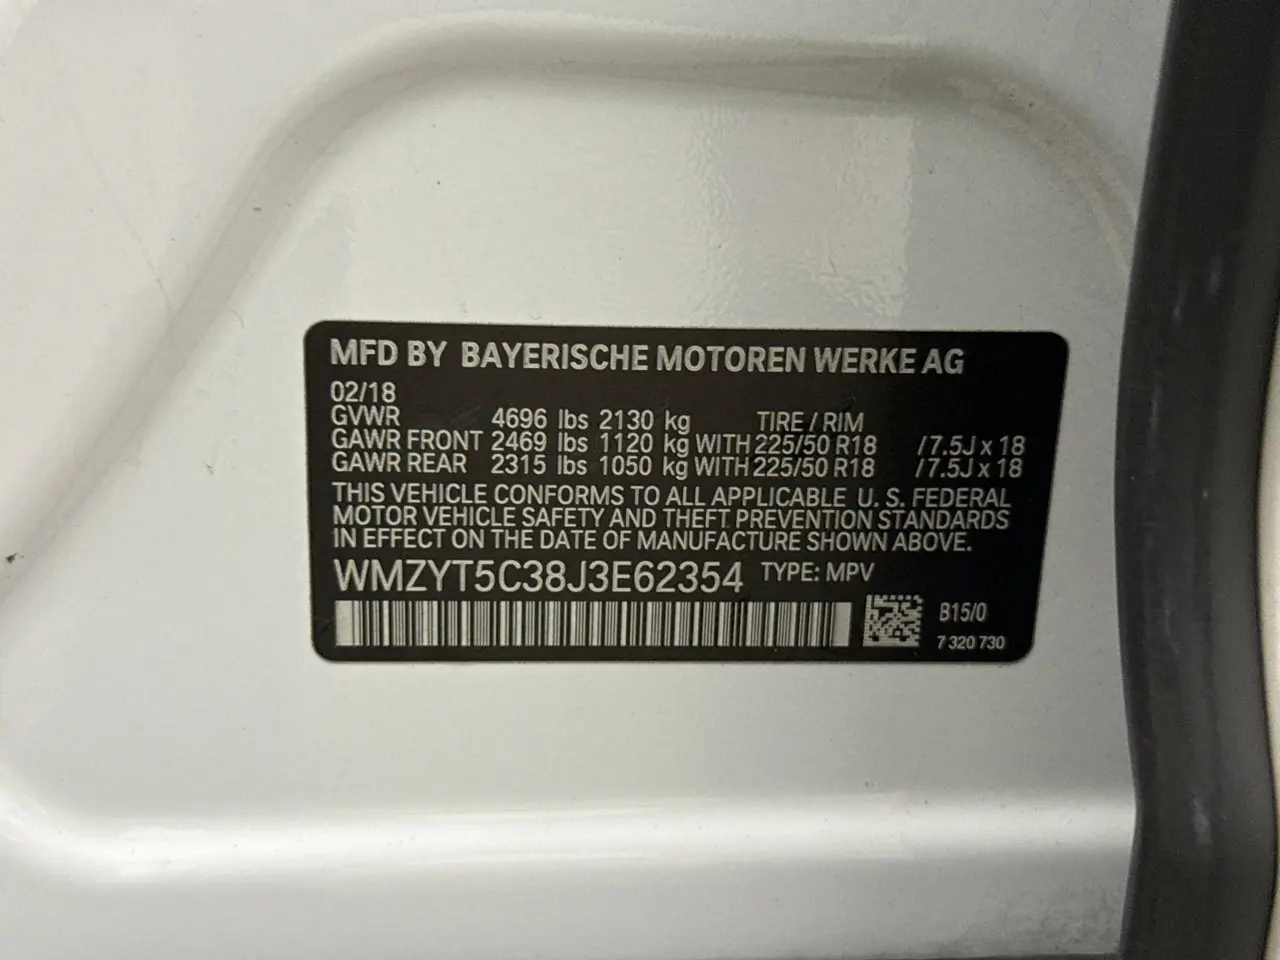 MFD BY BAYERISCHE MOTOREN WERKE AG
02/18
GVWR 4696 lbs 2130 kg TIRE / RIM
GAWR FRONT 2469 lbs 1120 kg WITH 225/50 R18 /7.5J x 18
GAWR REAR 2315 lbs 1050 kg WITH 225/50 R18 /7.5J x 18
THIS VEHICLE CONFORMS TO ALL APPLICABLE U. S. FEDERAL
MOTOR VEHICLE SAFETY AND THEFT PREVENTION STANDARDS
IN EFFECT ON THE DATE OF MANUFACTURE SHOWN ABOVE.
WMZYT5C38J3E62354 TYPE: MPV
B15/0
7 320 730